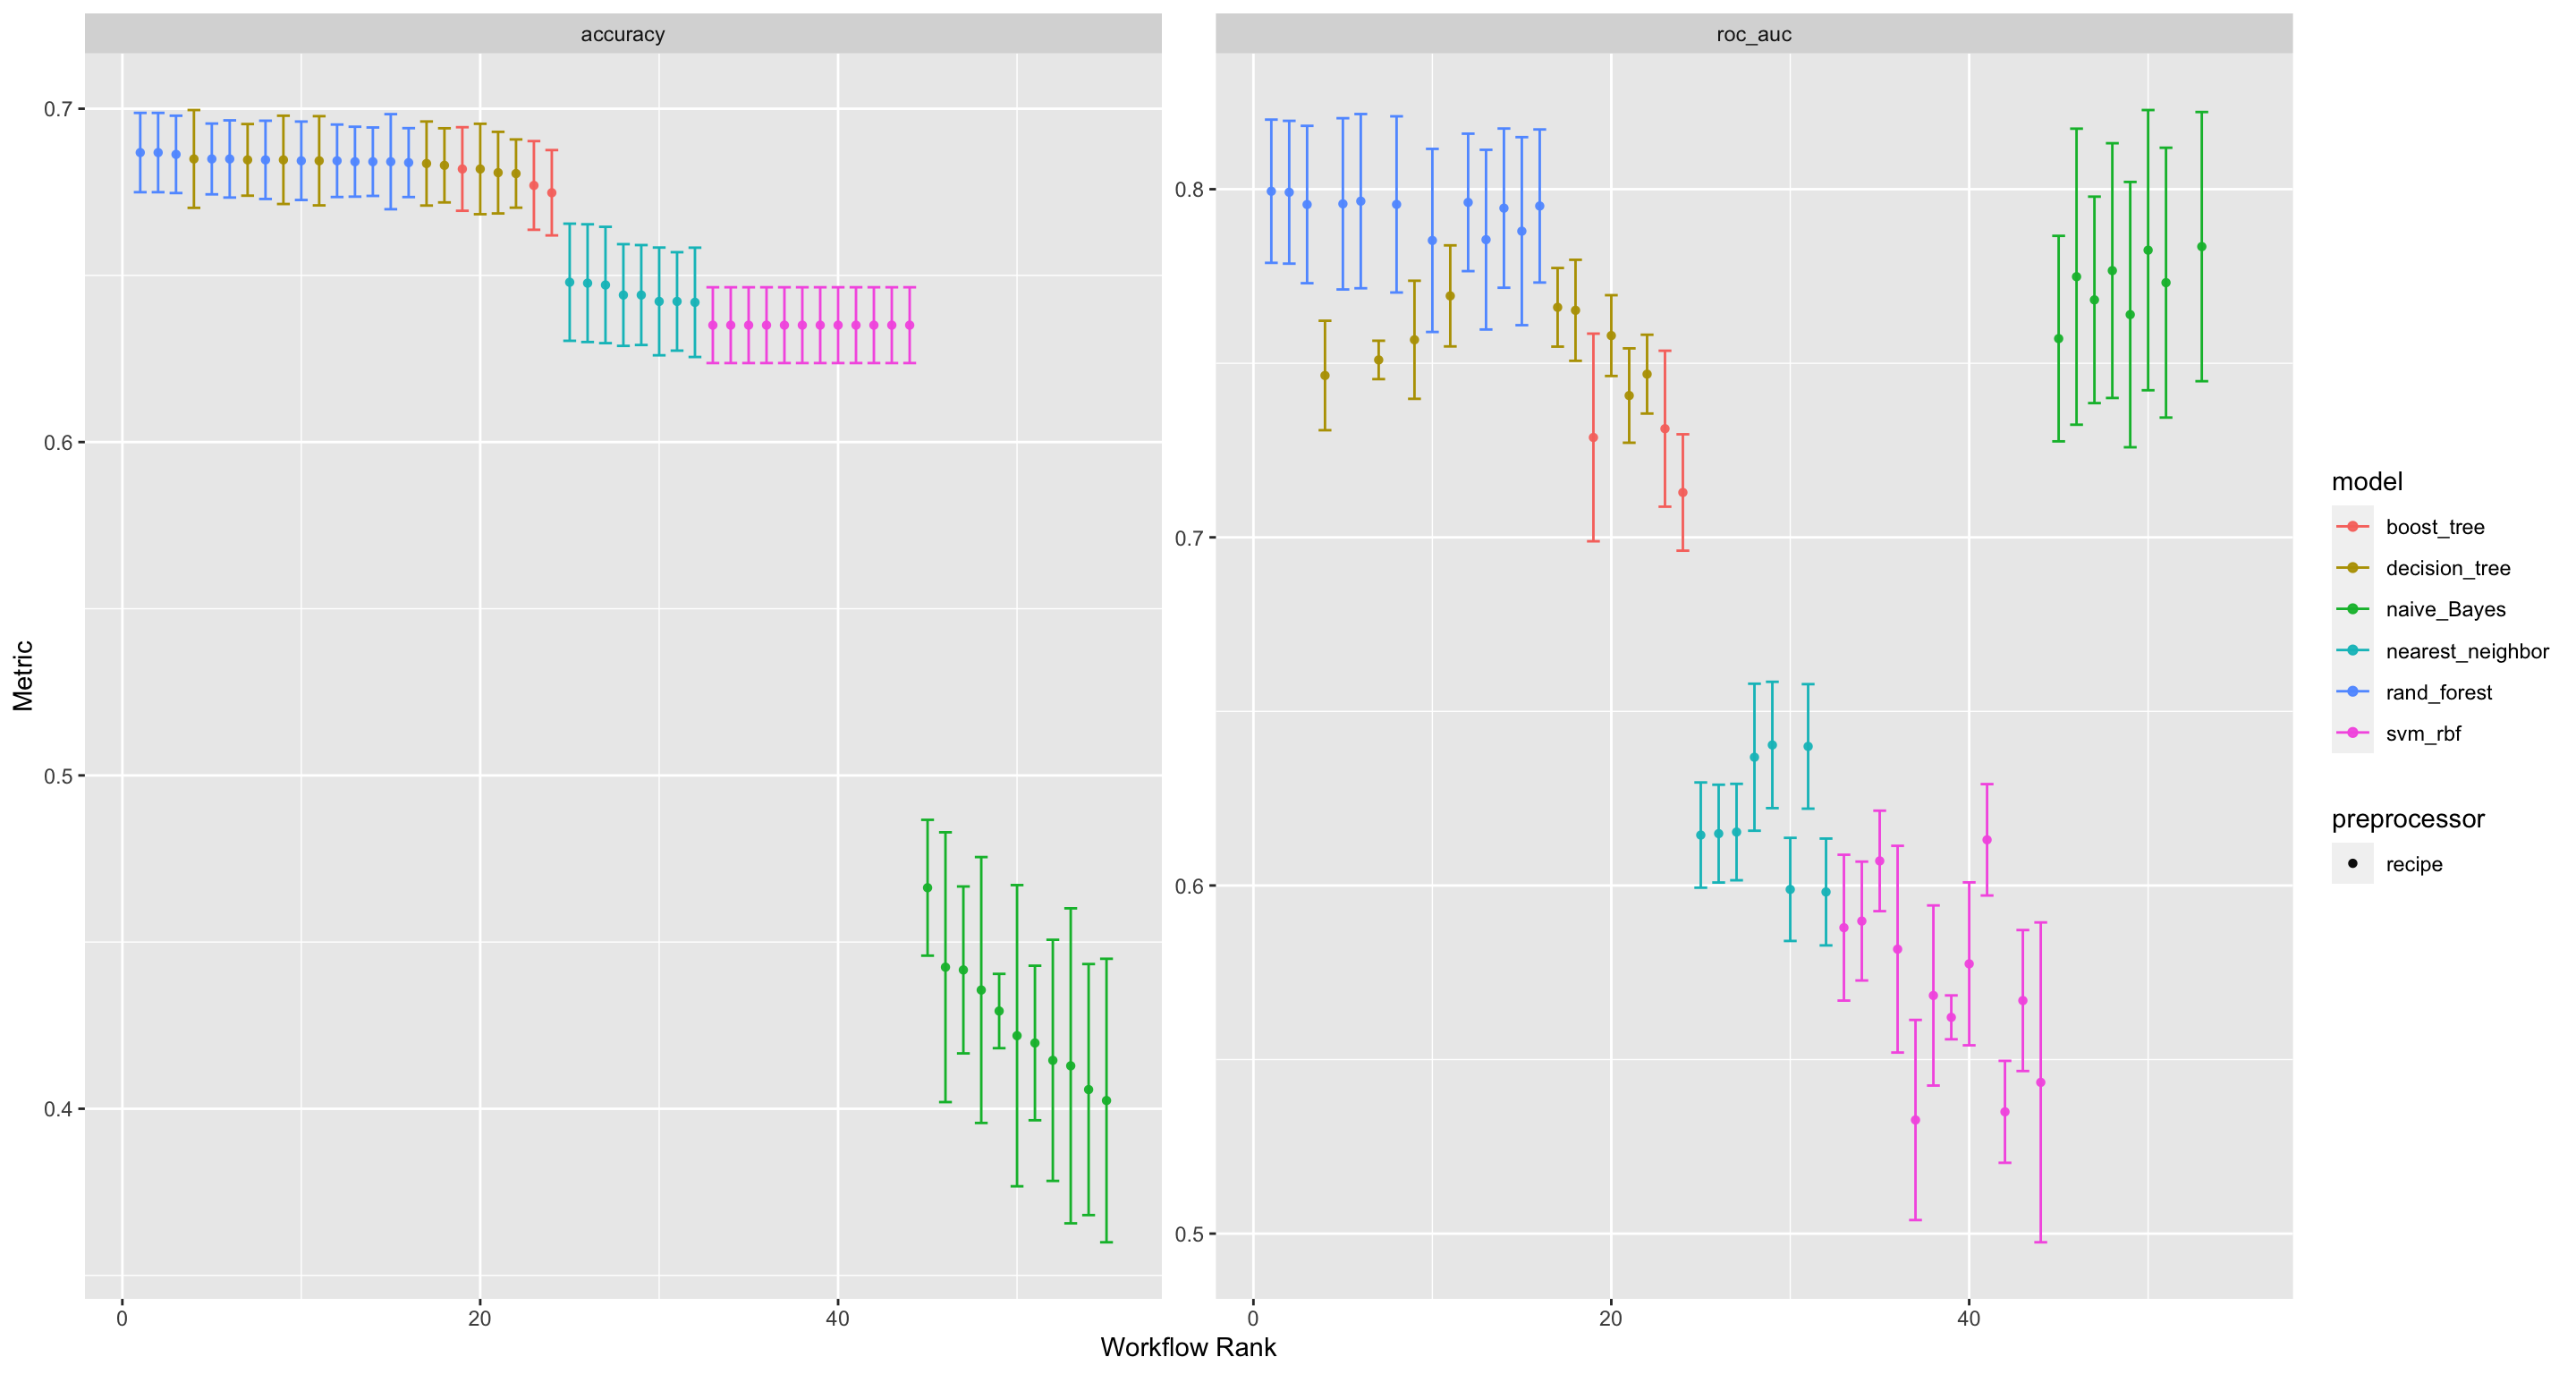 accuracy
roc_auc
0.7
0.6
0.5
0.4
0.8
0.7
0.6
0.5
0
20
40
0
20
40
Metric
Workflow Rank
model
boost_tree
decision_tree
naive_Bayes
nearest_neighbor
rand_forest
svm_rbf
preprocessor
recipe